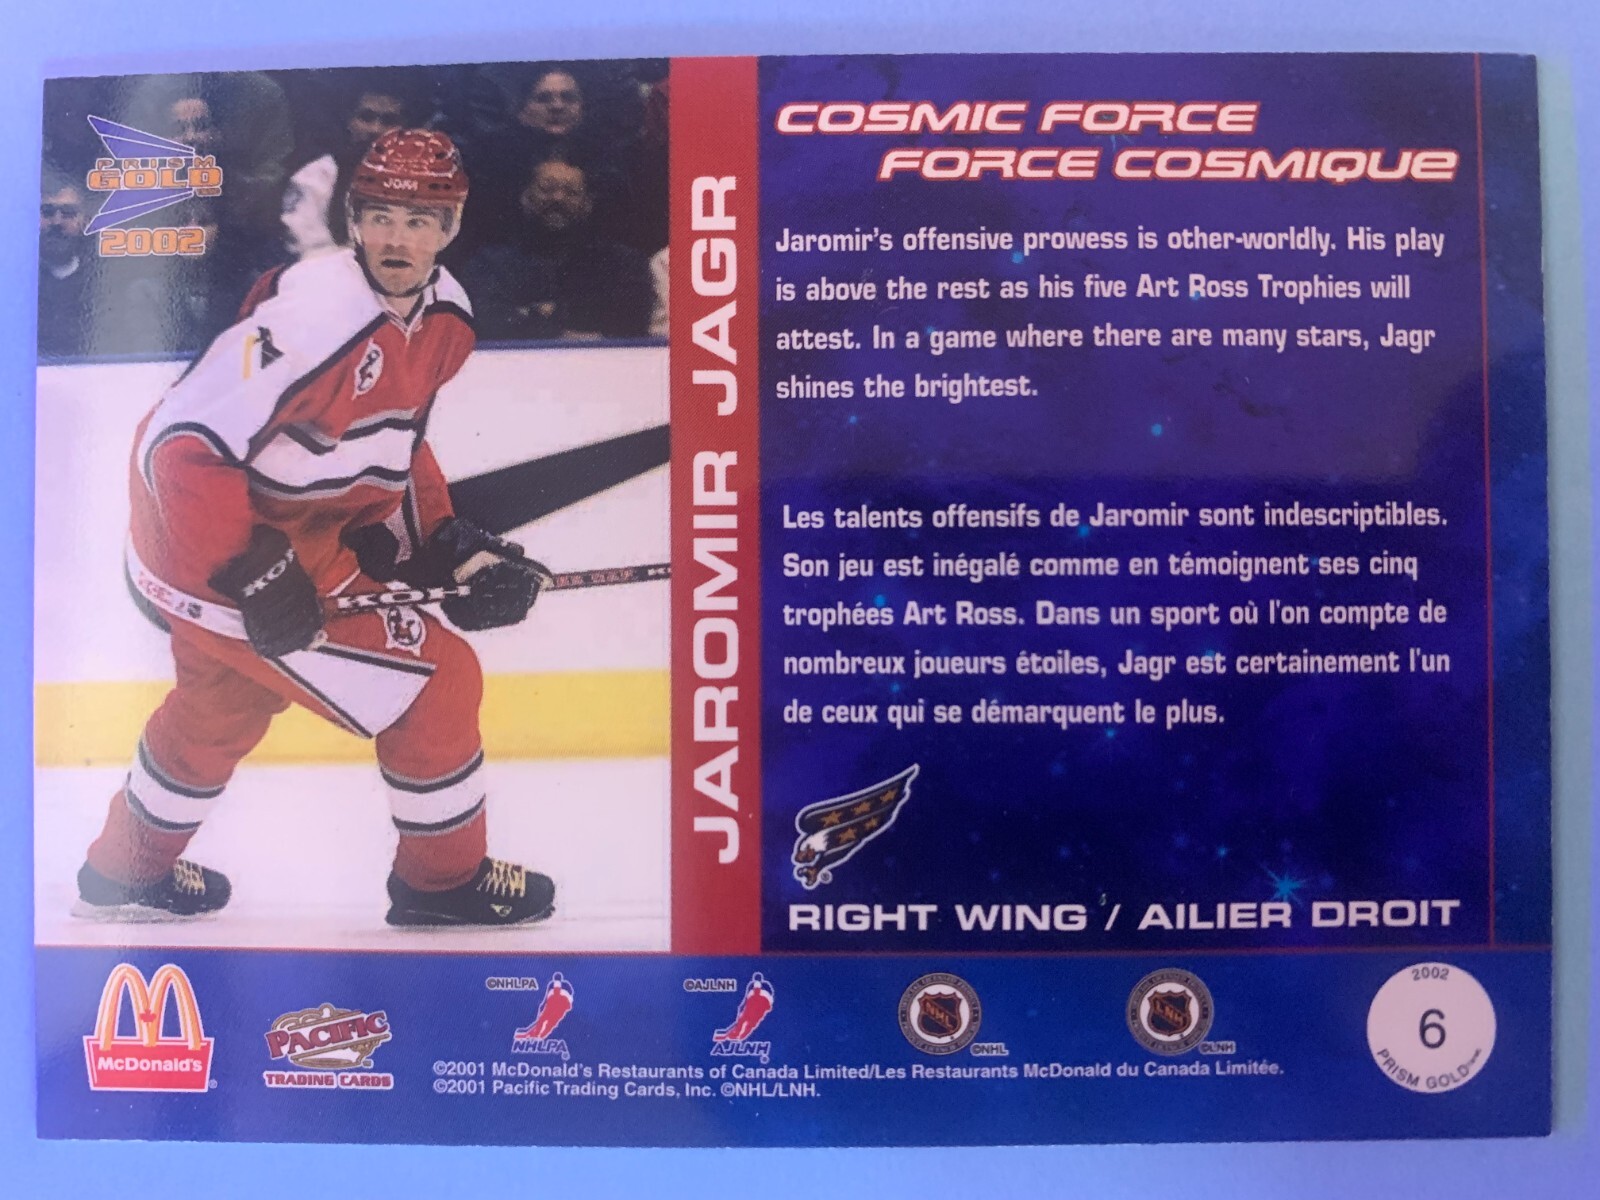 PRISM
GOLD
2002
JOFA
KOH
KOH
JAROMIR JAGR
COSMIC FORCE
FORCE COSMIQUE
Jaromir's offensive prowess is other-worldly. His play
is above the rest as his five Art Ross Trophies will
attest. In a game where there are many stars, Jagr
shines the brightest.
Les talents offensifs de Jaromir sont indescriptibles.
Son jeu est inégalé comme en témoignent ses cinq
trophées Art Ross. Dans un sport où l'on compte de
nombreux joueurs étoiles, Jagr est certainement l'un
de ceux qui se démarquent le plus.
RIGHT WING / AILIER DROIT
McDonald's
PACIFIC
TRADING CARDS
©NHLPA
NHLPA
©AJLNH
AJLNH
NHL
©NHL
LNH
©LNH
©2001 McDonald's Restaurants of Canada Limited/Les Restaurants McDonald du Canada Limitée.
©2001 Pacific Trading Cards, Inc. ©NHL/LNH.
2002
6
PRISM GOLD™